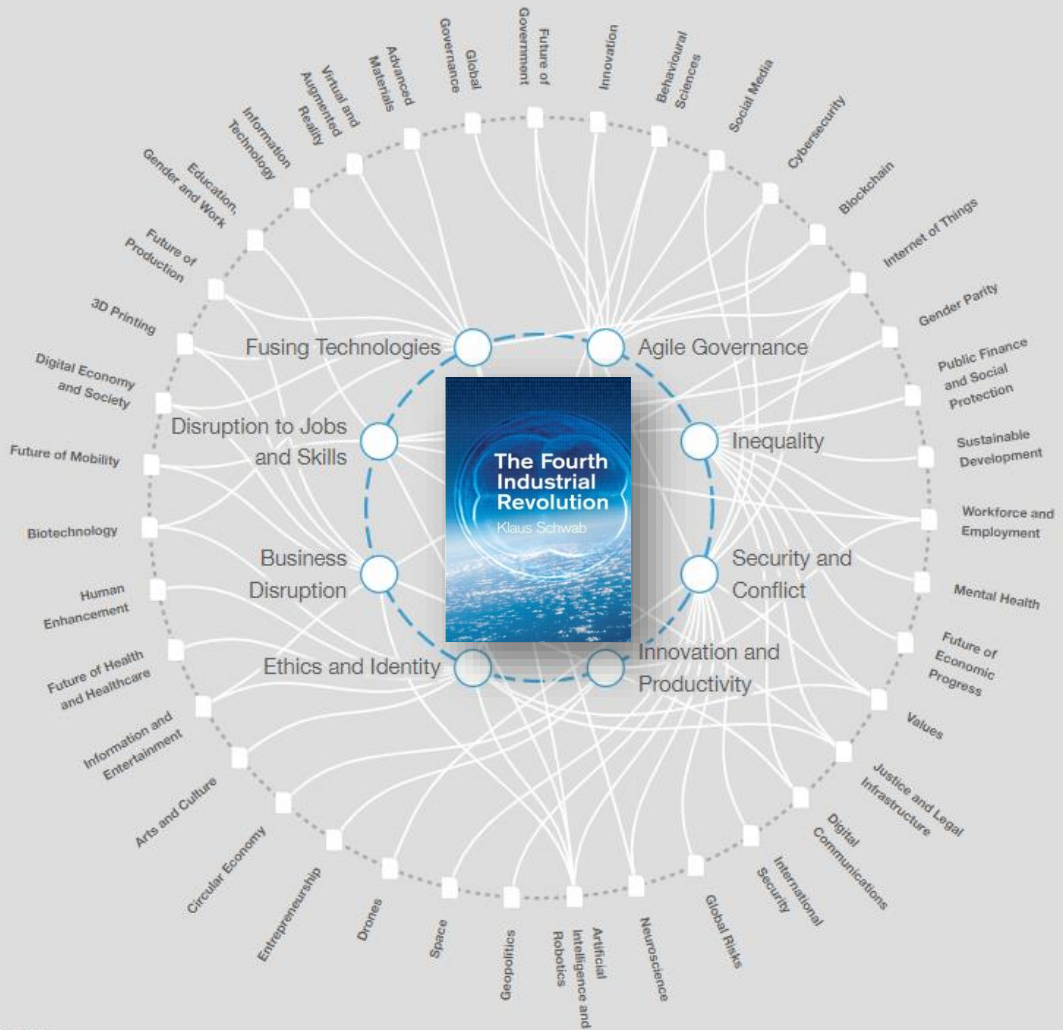 Global
Governance
Future of
Government
Innovation
Behavioural
Sciences
Social Media
Cybersecurity
Blockchain
Internet of Things
Gender Parity
Public Finance
and Social
Protection
Sustainable
Development
Workforce and
Employment
Mental Health
Future of
Economic
Progress
Values
Justice and Legal
Infrastructure
Digital
Communications
International
Security
Global Risks
Neuroscience
Artificial
Intelligence and
Robotics
Geopolitics
Space
Drones
Entrepreneurship
Circular Economy
Arts and Culture
Information and
Entertainment
Future of Health
and Healthcare
Human
Enhancement
Biotechnology
Future of Mobility
Digital Economy
and Society
3D Printing
Future of
Production
Education,
Gender and Work
Information
Technology
Virtual and
Augmented
Reality
Advanced
Materials
Fusing Technologies
Agile Governance
Disruption to Jobs
and Skills
Inequality
Business
Disruption
Security and
Conflict
Ethics and Identity
Innovation and
Productivity
The Fourth
Industrial
Revolution
Klaus Schwab